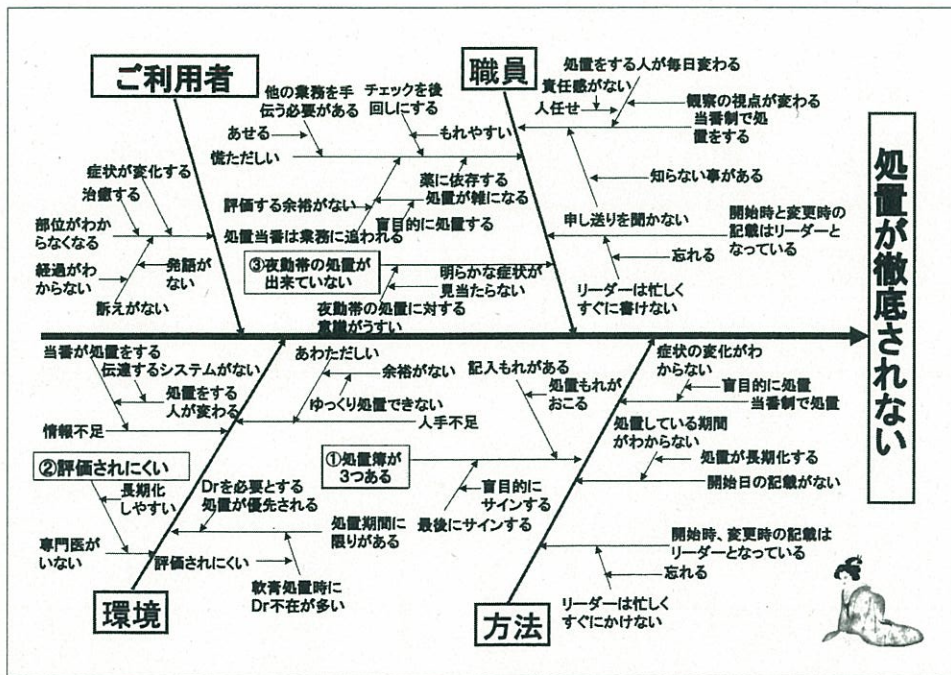 ご利用者
職員
処置をする人が毎日変わる
責任感がない
人任せ
観察の視点が変わる
当番制で処
置をする
知らない事がある
申し送りを聞かない
開始時と変更時の
記載はリーダーと
なっている
忘れる
リーダーは忙しく
すぐに書けない
他の業務を手
伝う必要がある
チェックを後
回しにする
あせる
もれやすい
慌ただしい
薬に依存する
処置が雑になる
評価する余裕がない
盲目的に処置する
処置当番は業務に追われる
③夜勤帯の処置が
出来ていない
明らかな症状が
見当たらない
夜勤帯の処置に対する
意識がうすい
症状が変化する
治癒する
部位がわか
らなくなる
経過がわ
からない
発語が
ない
訴えがない
処置が徹底されない
当番が処置をする
伝達するシステムがない
処置をする
人が変わる
情報不足
あわただしい
余裕がない
ゆっくり処置できない
人手不足
②評価されにくい
長期化
しやすい
専門医が
いない
Drを必要とする
処置が優先される
処置期間に
限りがある
評価されにくい
軟膏処置時に
Dr不在が多い
環境
記入もれがある
処置もれが
おこる
①処置簿が
3つある
盲目的に
サインする
最後にサインする
症状の変化がわ
からない
盲目的に処置
当番制で処置
処置している期間
がわからない
処置が長期化する
開始日の記載がない
開始時、変更時の記載は
リーダーとなっている
忘れる
リーダーは忙しく
すぐにかけない
方法